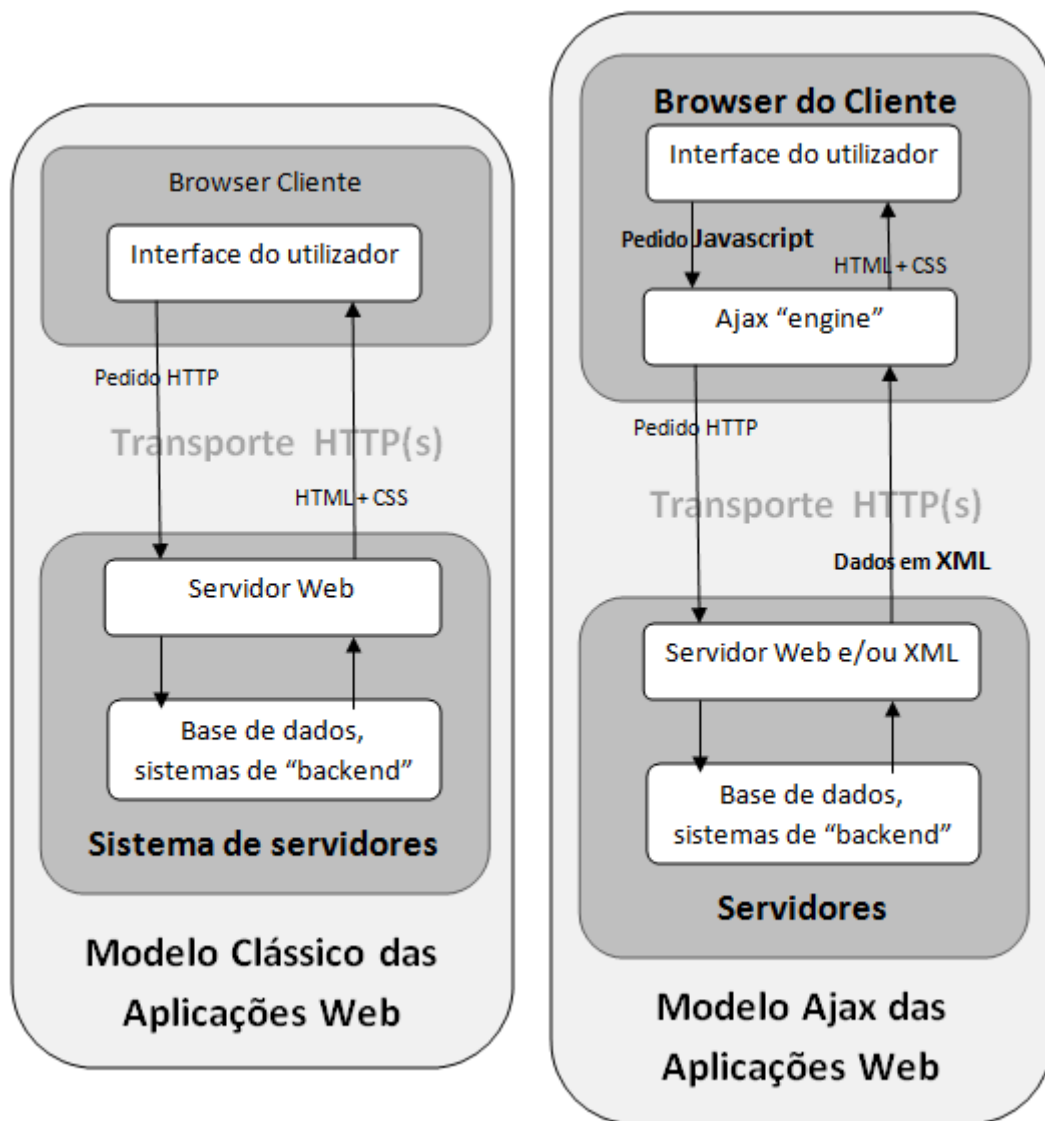 Browser Cliente
Interface do utilizador
Pedido HTTP
Transporte HTTP(s)
HTML + CSS
Servidor Web
Base de dados,
sistemas de “backend”
Sistema de servidores
Modelo Clássico das
Aplicações Web
Browser do Cliente
Interface do utilizador
Pedido Javascript
HTML + CSS
Ajax “engine”
Pedido HTTP
Transporte HTTP(s)
Dados em XML
Servidor Web e/ou XML
Base de dados,
sistemas de “backend”
Servidores
Modelo Ajax das
Aplicações Web